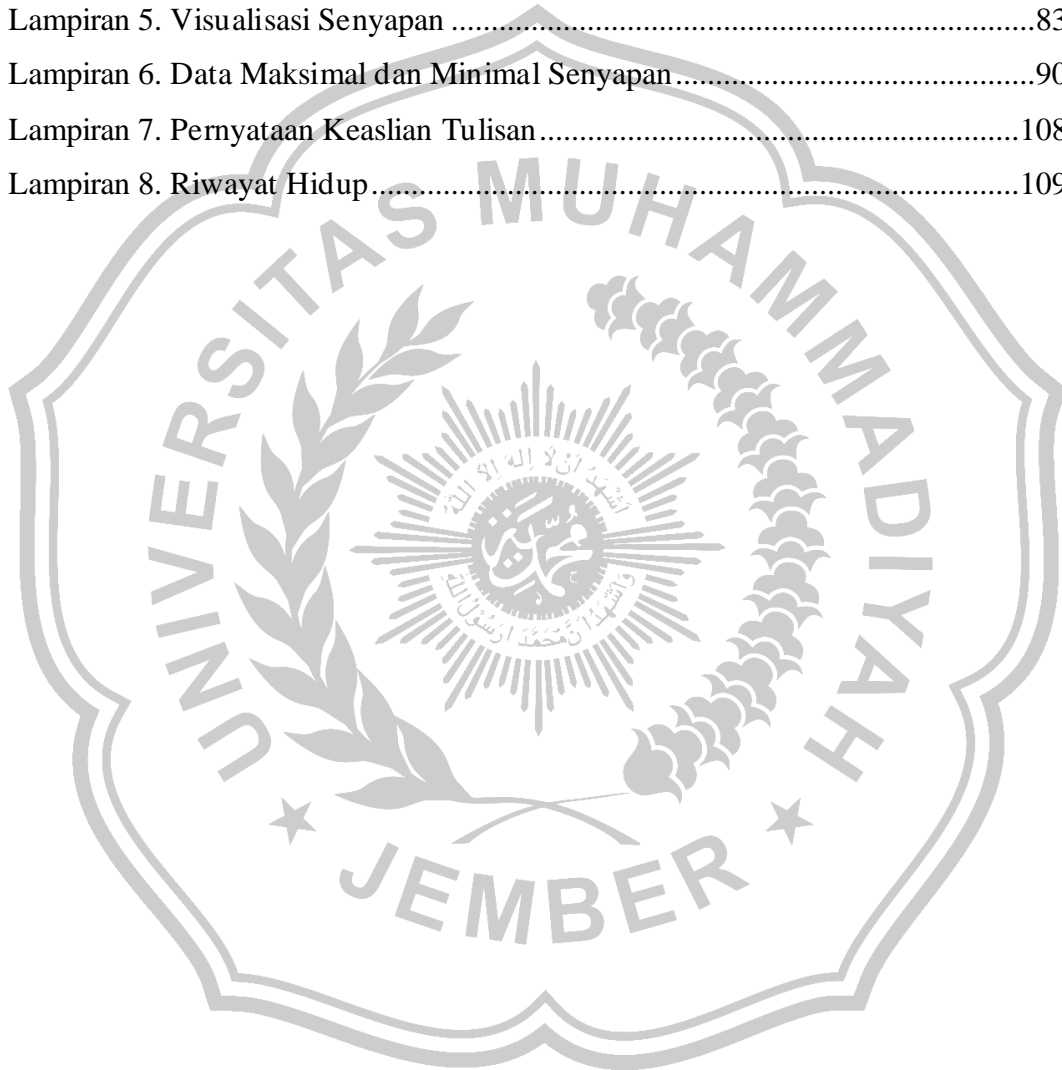 Lampiran 5. Visualisasi Senyapan ........................................................................83
Lampiran 6. Data Maksimal dan Minimal Senyapan ............................................90
Lampiran 7. Pernyataan Keaslian Tulisan ...........................................................108
Lampiran 8. Riwayat Hidup ................................................................................109
UNIVERSITAS MUHAMMADIYAH
JEMBER